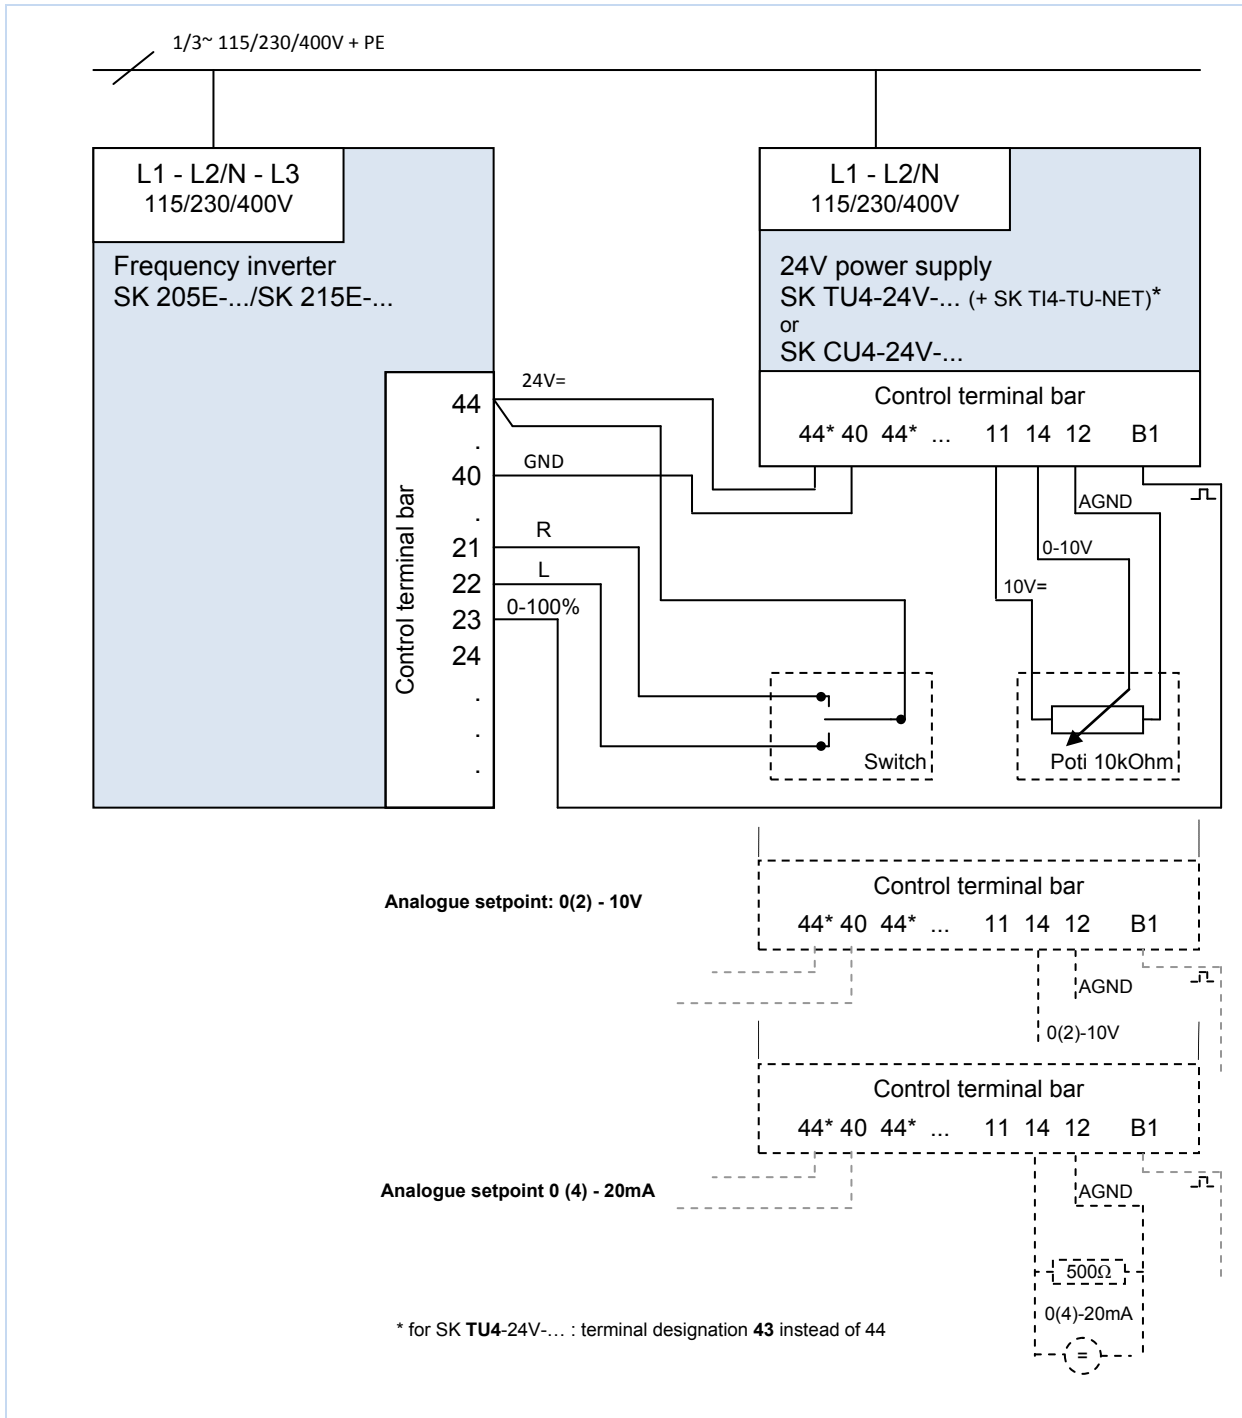 1/3~ 115/230/400V + PE
L1 - L2/N - L3
115/230/400V
Frequency inverter
SK 205E-.../SK 215E-...
L1 - L2/N
115/230/400V
24V power supply
SK TU4-24V-... (+ SK TI4-TU-NET)*
or
SK CU4-24V-...
Control terminal bar
44* 40 44* ... 11 14 12 B1
Control terminal bar
44
.
40
.
21
22
23
24
.
.
.
24V=
GND
R
L
0-100%
AGND
0-10V
10V=
Switch
Poti 10kOhm
Analogue setpoint: 0(2) - 10V
Control terminal bar
44* 40 44* ... 11 14 12 B1
AGND
0(2)-10V
Analogue setpoint 0 (4) - 20mA
Control terminal bar
44* 40 44* ... 11 14 12 B1
AGND
500Ω
0(4)-20mA
=
* for SK TU4-24V-... : terminal designation 43 instead of 44